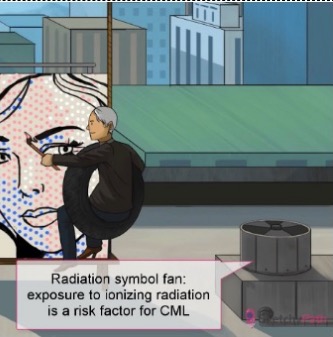 Radiation symbol fan:
exposure to ionizing radiation
is a risk factor for CML